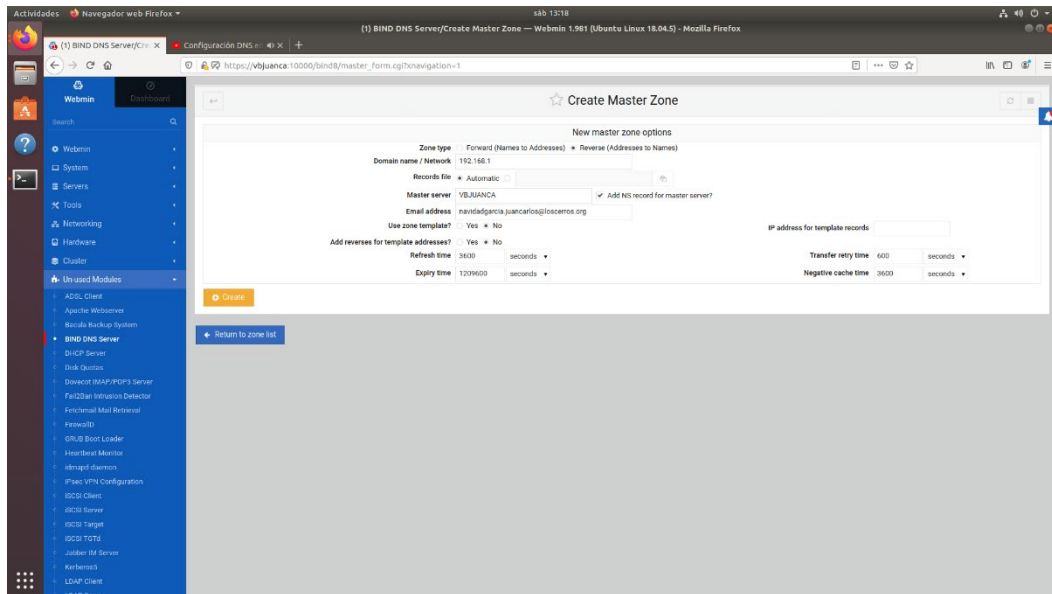 Actividades Navegador web Firefox sáb 13:18
(1) BIND DNS Server/Create Master Zone — Webmin 1.981 (Ubuntu Linux 18.04.5) - Mozilla Firefox
(1) BIND DNS Server/Cre Configuración DNS en
https://vbjuanca:10000/bind8/master_form.cgi?xnavigation=1
Webmin Dashboard
Search
Webmin
System
Servers
Tools
Networking
Hardware
Cluster
Un-used Modules
ADSL Client
Apache Webserver
Bacula Backup System
BIND DNS Server
DHCP Server
Disk Quotas
Dovecot IMAP/POP3 Server
Fail2Ban Intrusion Detector
Fetchmail Mail Retrieval
FirewallD
GRUB Boot Loader
Heartbeat Monitor
idmapd daemon
IPsec VPN Configuration
iSCSI Client
iSCSI Server
iSCSI Target
iSCSI TGTd
Jabber IM Server
Kerberos5
LDAP Client
Create Master Zone
New master zone options
Zone type Forward (Names to Addresses) Reverse (Addresses to Names)
Domain name / Network 192.168.1
Records file Automatic
Master server VBJUANCA Add NS record for master server?
Email address navidadgarcia.juancarlos@loscerros.org
Use zone template? Yes No IP address for template records
Add reverses for template addresses? Yes No
Refresh time 3600 seconds Transfer retry time 600 seconds
Expiry time 1209600 seconds Negative cache time 3600 seconds
Create
Return to zone list